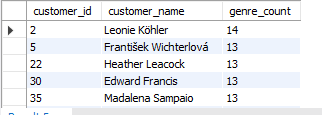 customer_id customer_name genre_count
2 Leonie Köhler 14
5 František Wichterlová 13
22 Heather Leacock 13
30 Edward Francis 13
35 Madalena Sampaio 13